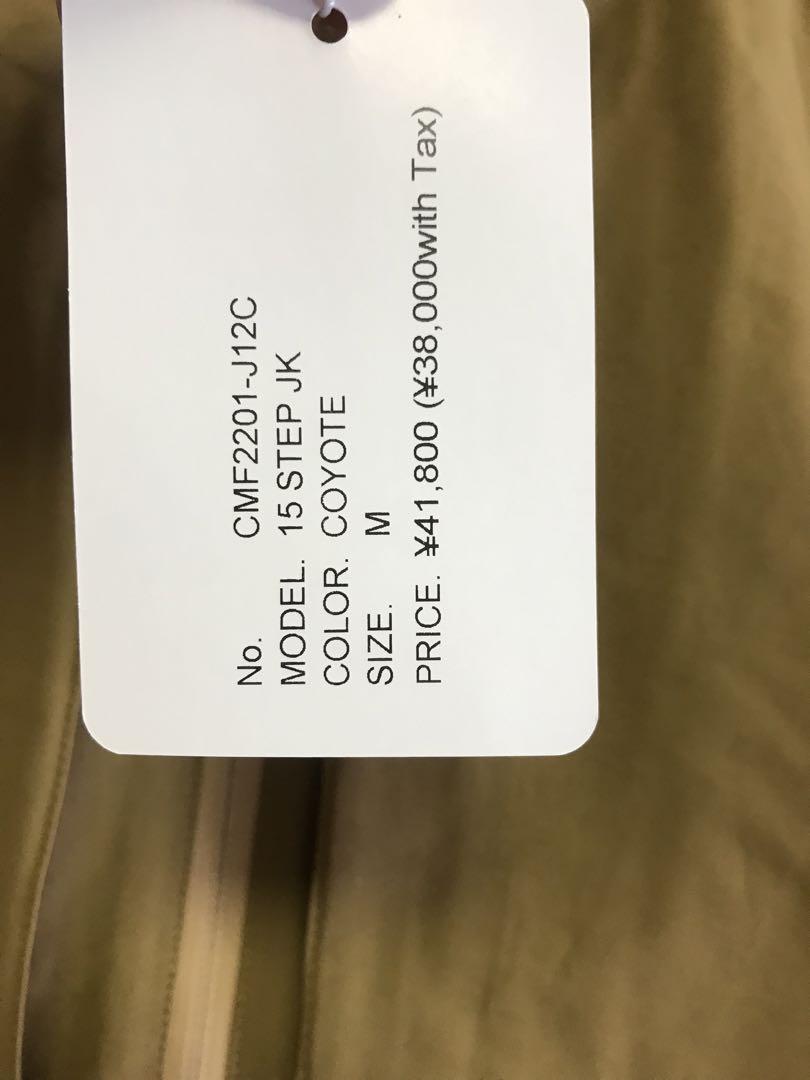 No. CMF2201-J12C
MODEL. 15 STEP JK
COLOR. COYOTE
SIZE. M
PRICE. ¥41,800 (¥38,000with Tax)